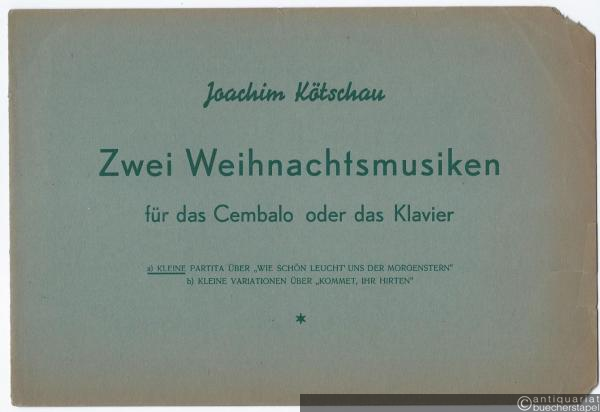 Joachim Kötschau
Zwei Weihnachtsmusiken
für das Cembalo oder das Klavier
a) KLEINE PARTITA ÜBER „WIE SCHÖN LEUCHT' UNS DER MORGENSTERN"
b) KLEINE VARIATIONEN ÜBER „KOMMET, IHR HIRTEN"
*
antiquariat
buecherstapel